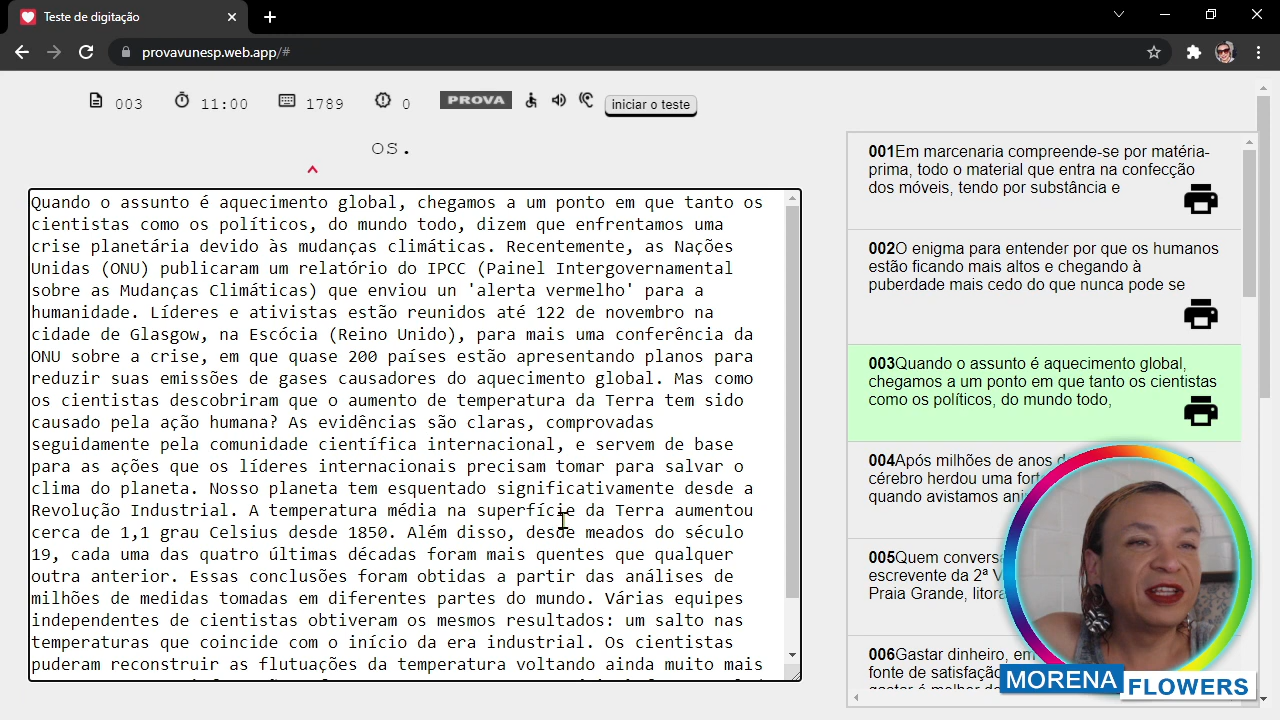 Teste de digitação
provavunesp.web.app/#
003 11:00 1789 0 PROVA iniciar o teste
os.
Quando o assunto é aquecimento global, chegamos a um ponto em que tanto os
cientistas como os políticos, do mundo todo, dizem que enfrentamos uma
crise planetária devido às mudanças climáticas. Recentemente, as Nações
Unidas (ONU) publicaram um relatório do IPCC (Painel Intergovernamental
sobre as Mudanças Climáticas) que enviou un 'alerta vermelho' para a
humanidade. Líderes e ativistas estão reunidos até 122 de novembro na
cidade de Glasgow, na Escócia (Reino Unido), para mais uma conferência da
ONU sobre a crise, em que quase 200 países estão apresentando planos para
reduzir suas emissões de gases causadores do aquecimento global. Mas como
os cientistas descobriram que o aumento de temperatura da Terra tem sido
causado pela ação humana? As evidências são claras, comprovadas
seguidamente pela comunidade científica internacional, e servem de base
para as ações que os líderes internacionais precisam tomar para salvar o
clima do planeta. Nosso planeta tem esquentado significativamente desde a
Revolução Industrial. A temperatura média na superfície da Terra aumentou
cerca de 1,1 grau Celsius desde 1850. Além disso, desde meados do século
19, cada uma das quatro últimas décadas foram mais quentes que qualquer
outra anterior. Essas conclusões foram obtidas a partir das análises de
milhões de medidas tomadas em diferentes partes do mundo. Várias equipes
independentes de cientistas obtiveram os mesmos resultados: um salto nas
temperaturas que coincide com o início da era industrial. Os cientistas
puderam reconstruir as flutuações da temperatura voltando ainda muito mais
001Em marcenaria compreende-se por matéria-
prima, todo o material que entra na confecção
dos móveis, tendo por substância e
002O enigma para entender por que os humanos
estão ficando mais altos e chegando à
puberdade mais cedo do que nunca pode se
003Quando o assunto é aquecimento global,
chegamos a um ponto em que tanto os cientistas
como os políticos, do mundo todo,
004Após milhões de anos
cérebro herdou uma
quando avistamos
005Quem
escrevente da 2ª
Praia Grande,
006Gastar dinheiro, em
fonte de
MORENA
FLOWERS